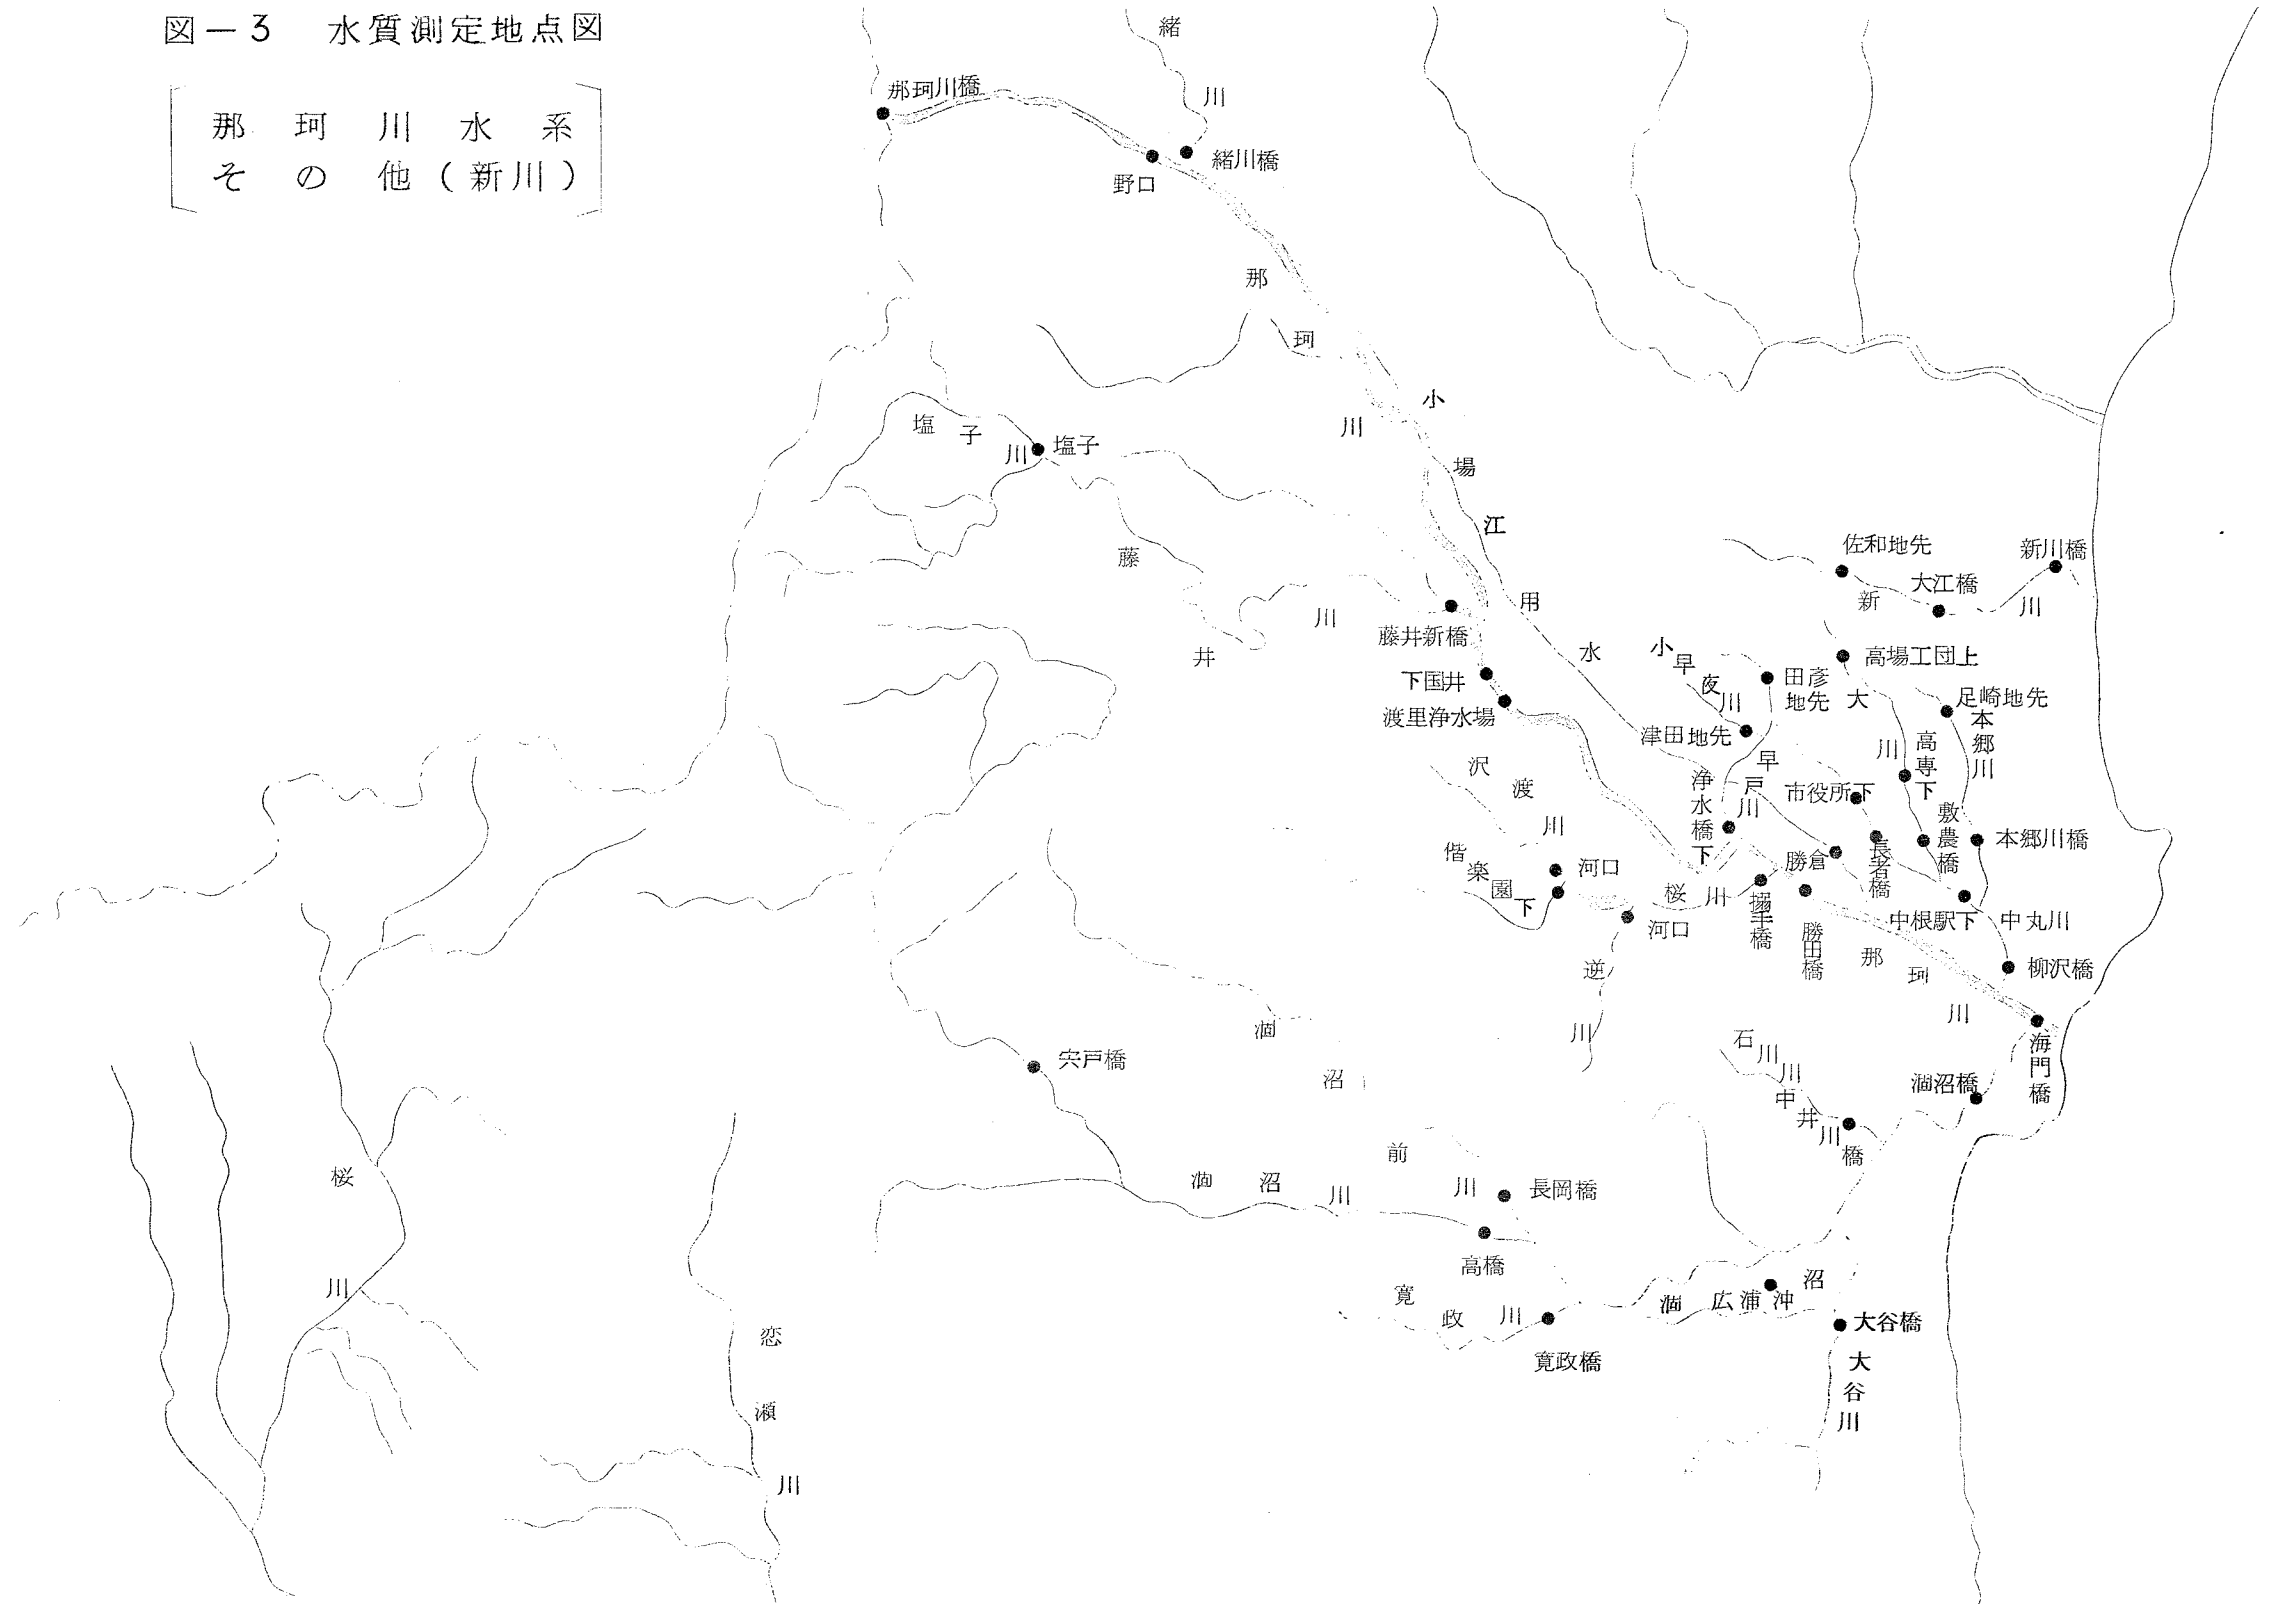 図－3　水質測定地点図
那珂川水系
その他（新川）
緒川
那珂川橋
緒川橋
野口
那珂川
小場江用水
塩子川
塩子
藤井川
藤井新橋
下国井
渡里浄水場
佐和地先
大江橋
新川橋
新川
小早夜川
田彦地先
津田地先
高場工団上
大川
足崎地先
本郷川
高専下
早戸川
浄水橋下
市役所下
敷農橋
本郷川橋
長者橋
勝倉
沢渡川
河口
偕楽園下
桜川
河口
搦手橋
勝田橋
中根駅下
中丸川
柳沢橋
逆川
那珂川
海門橋
石川川
中井川橋
涸沼橋
宍戸橋
涸沼前川
長岡橋
涸沼川
高橋
寛政川
寛政橋
涸沼
広浦沖
大谷橋
大谷川
桜川
恋瀬川